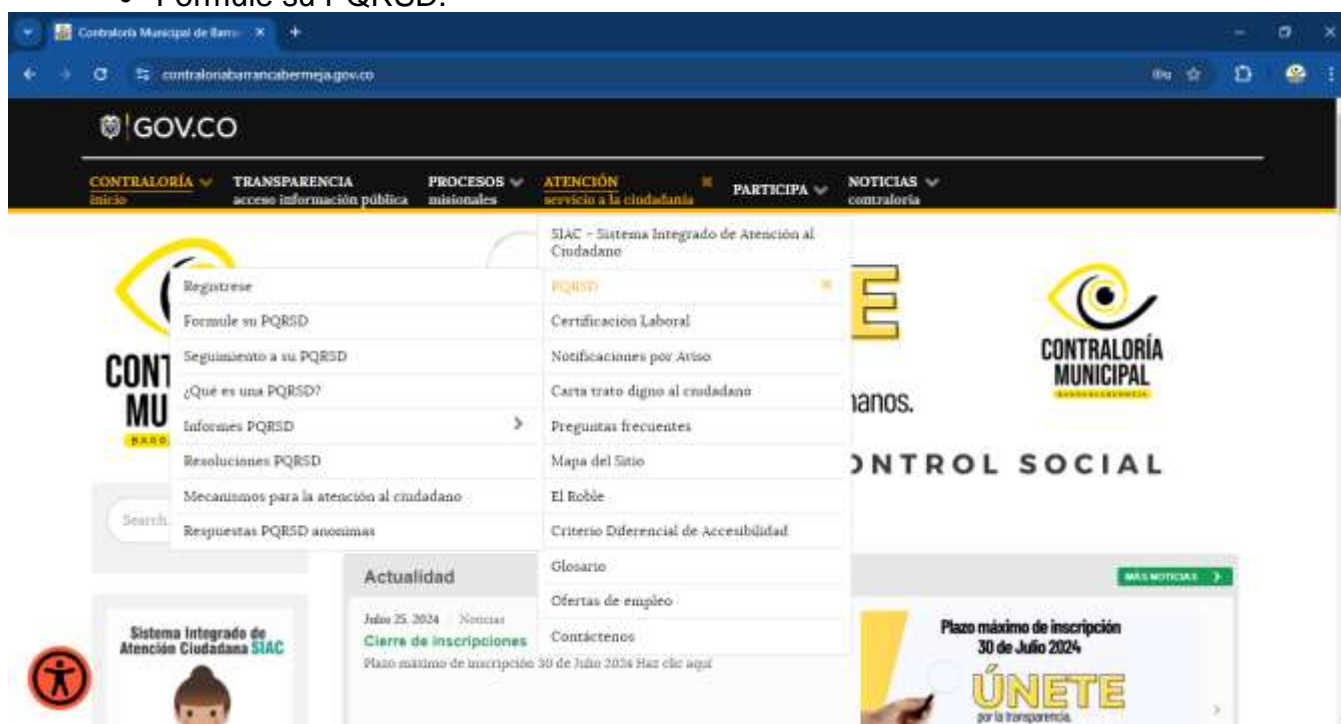 • Formule su PQRSD.
Contraloría Municipal de Barra
contraloriabarrancabermeja.gov.co
GOV.CO
CONTRALORÍA
inicio
TRANSPARENCIA
acceso información pública
PROCESOS
misionales
ATENCIÓN
servicio a la ciudadanía
PARTICIPA
NOTICIAS
contraloría
SIAC - Sistema Integrado de Atención al
Ciudadano
PQRSD
Certificación Laboral
Notificaciones por Aviso
Carta trato digno al ciudadano
Preguntas frecuentes
Mapa del Sitio
El Roble
Criterio Diferencial de Accesibilidad
Glosario
Ofertas de empleo
Contáctenos
Registrese
Formule su PQRSD
Seguimiento a su PQRSD
¿Qué es una PQRSD?
Informes PQRSD
Resoluciones PQRSD
Mecanismos para la atención al ciudadano
Respuestas PQRSD anonimas
CONT
MU
BARR
E
anos.
ONTROL SOCIAL
CONTRALORÍA
MUNICIPAL
BARRANCABERMEJA
Search
Actualidad
MÁS NOTICIAS
Julio 25, 2024 Noticias
Cierre de inscripciones
Plazo máximo de inscripción 30 de Julio 2024 Haz clic aquí
Sistema Integrado de
Atención Ciudadana SIAC
Plazo máximo de inscripción
30 de Julio 2024
ÚNETE
por la transparencia.